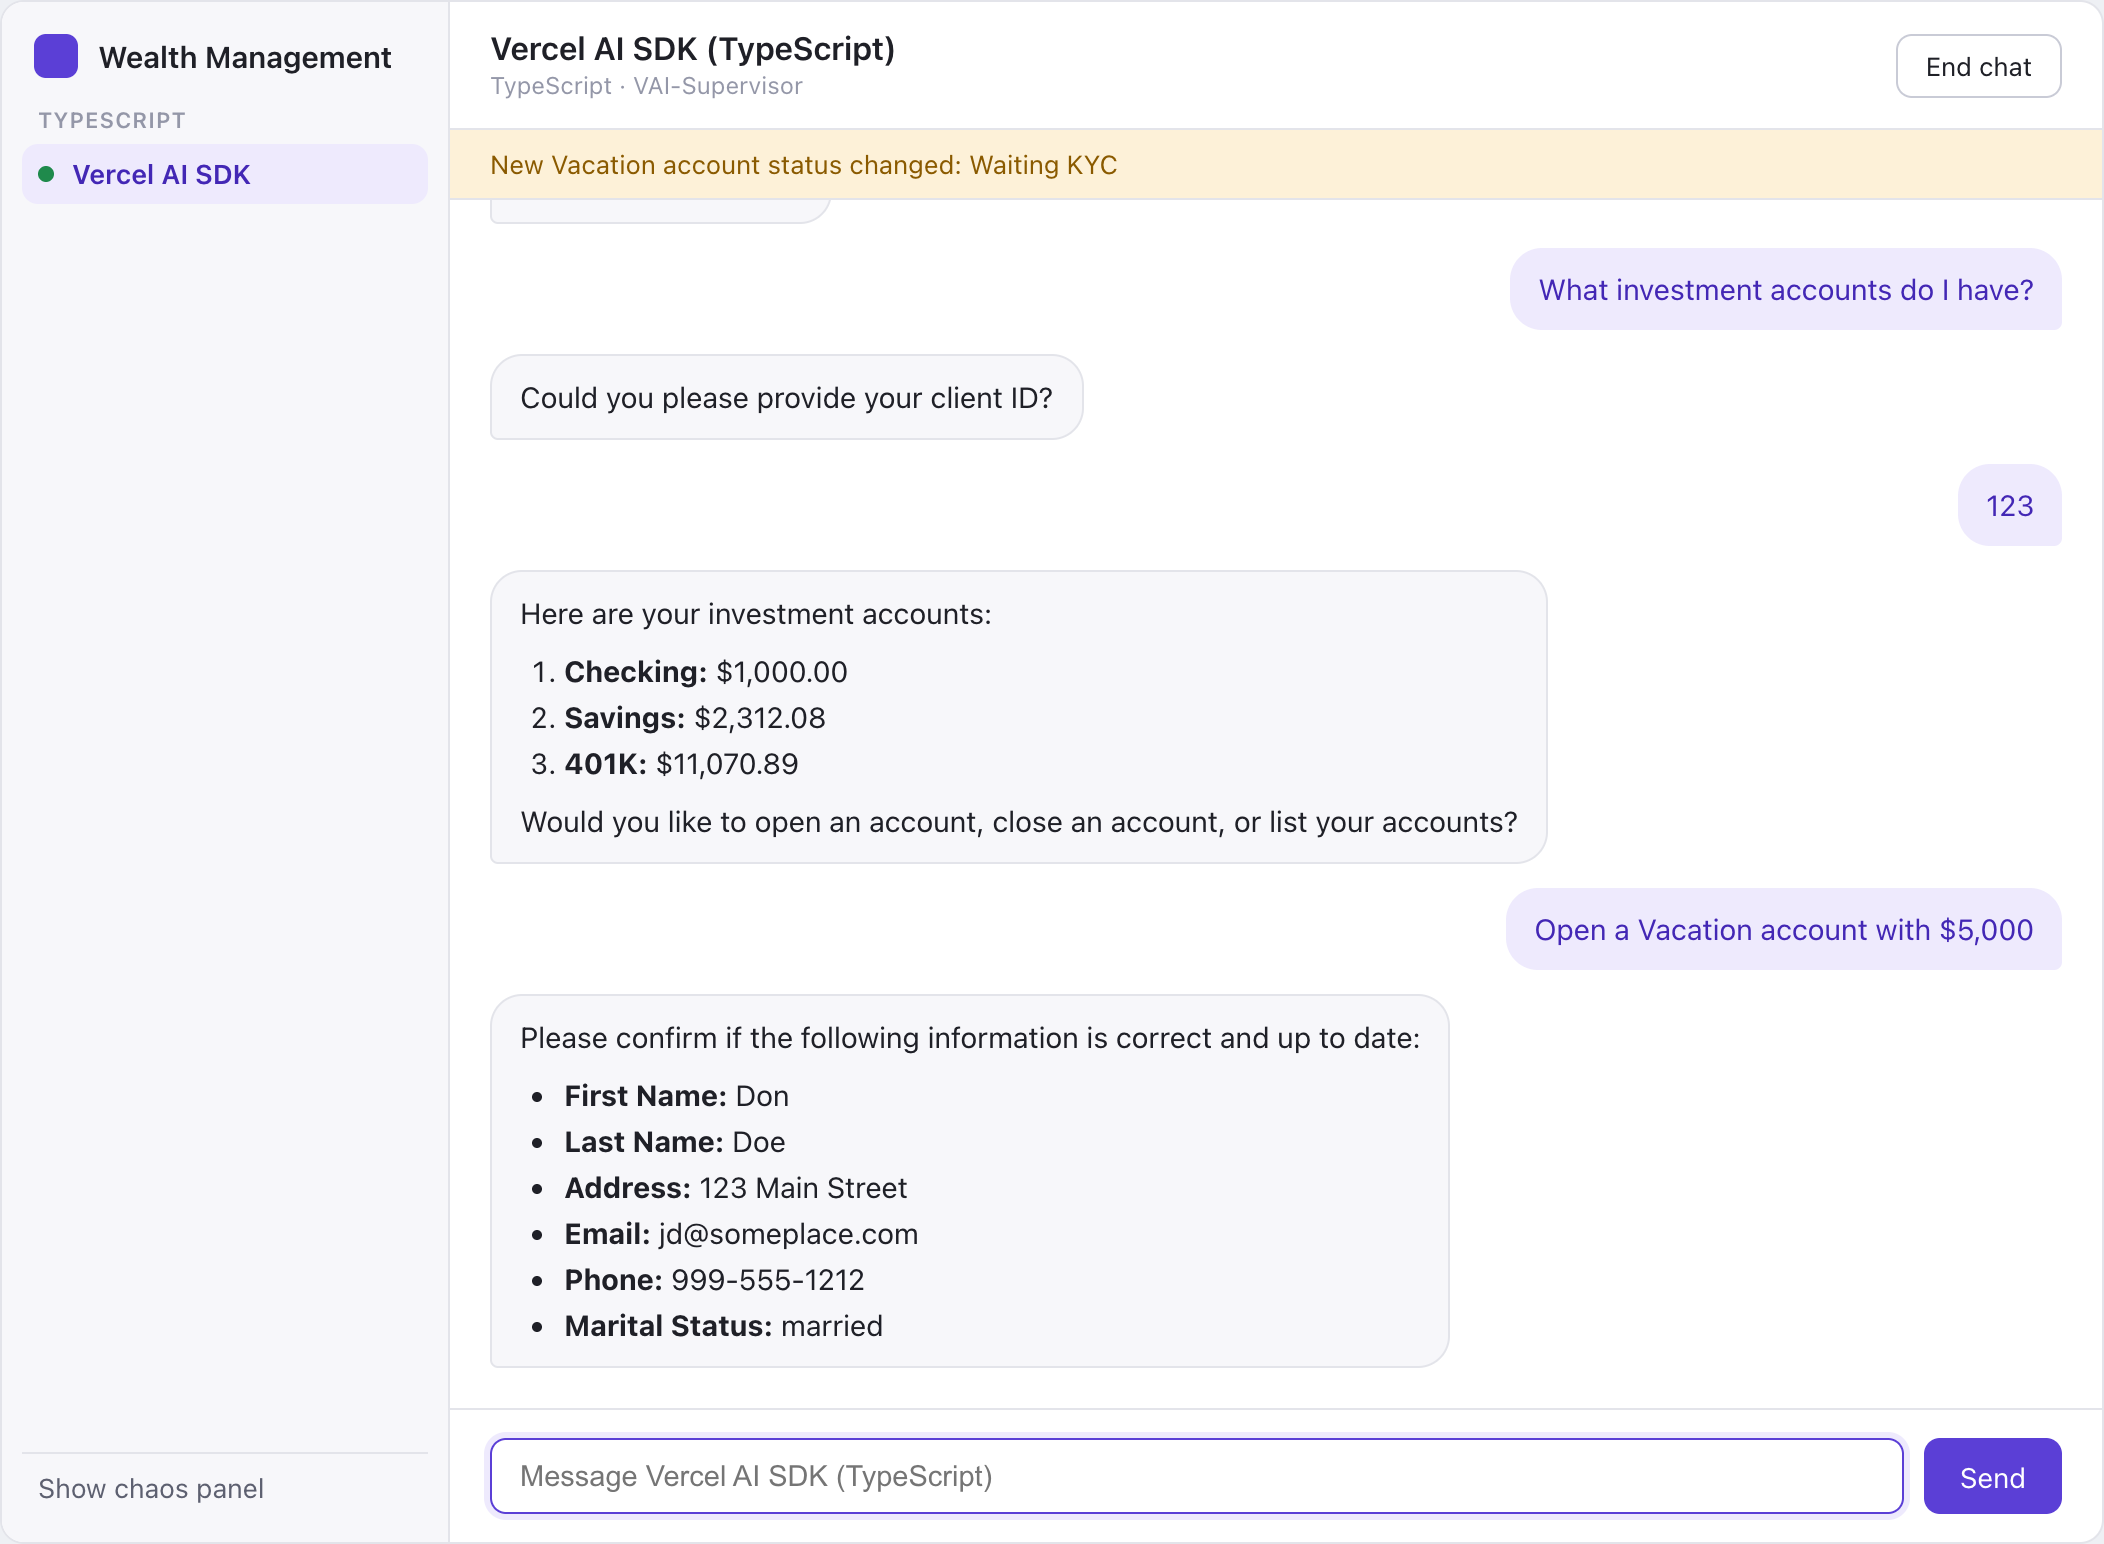 Wealth Management
TYPESCRIPT
Vercel AI SDK
Show chaos panel
Vercel AI SDK (TypeScript)
TypeScript · VAI-Supervisor
End chat
New Vacation account status changed: Waiting KYC
What investment accounts do I have?
Could you please provide your client ID?
123
Here are your investment accounts:
1. Checking: $1,000.00
2. Savings: $2,312.08
3. 401K: $11,070.89
Would you like to open an account, close an account, or list your accounts?
Open a Vacation account with $5,000
Please confirm if the following information is correct and up to date:
• First Name: Don
• Last Name: Doe
• Address: 123 Main Street
• Email: jd@someplace.com
• Phone: 999-555-1212
• Marital Status: married
Message Vercel AI SDK (TypeScript)
Send